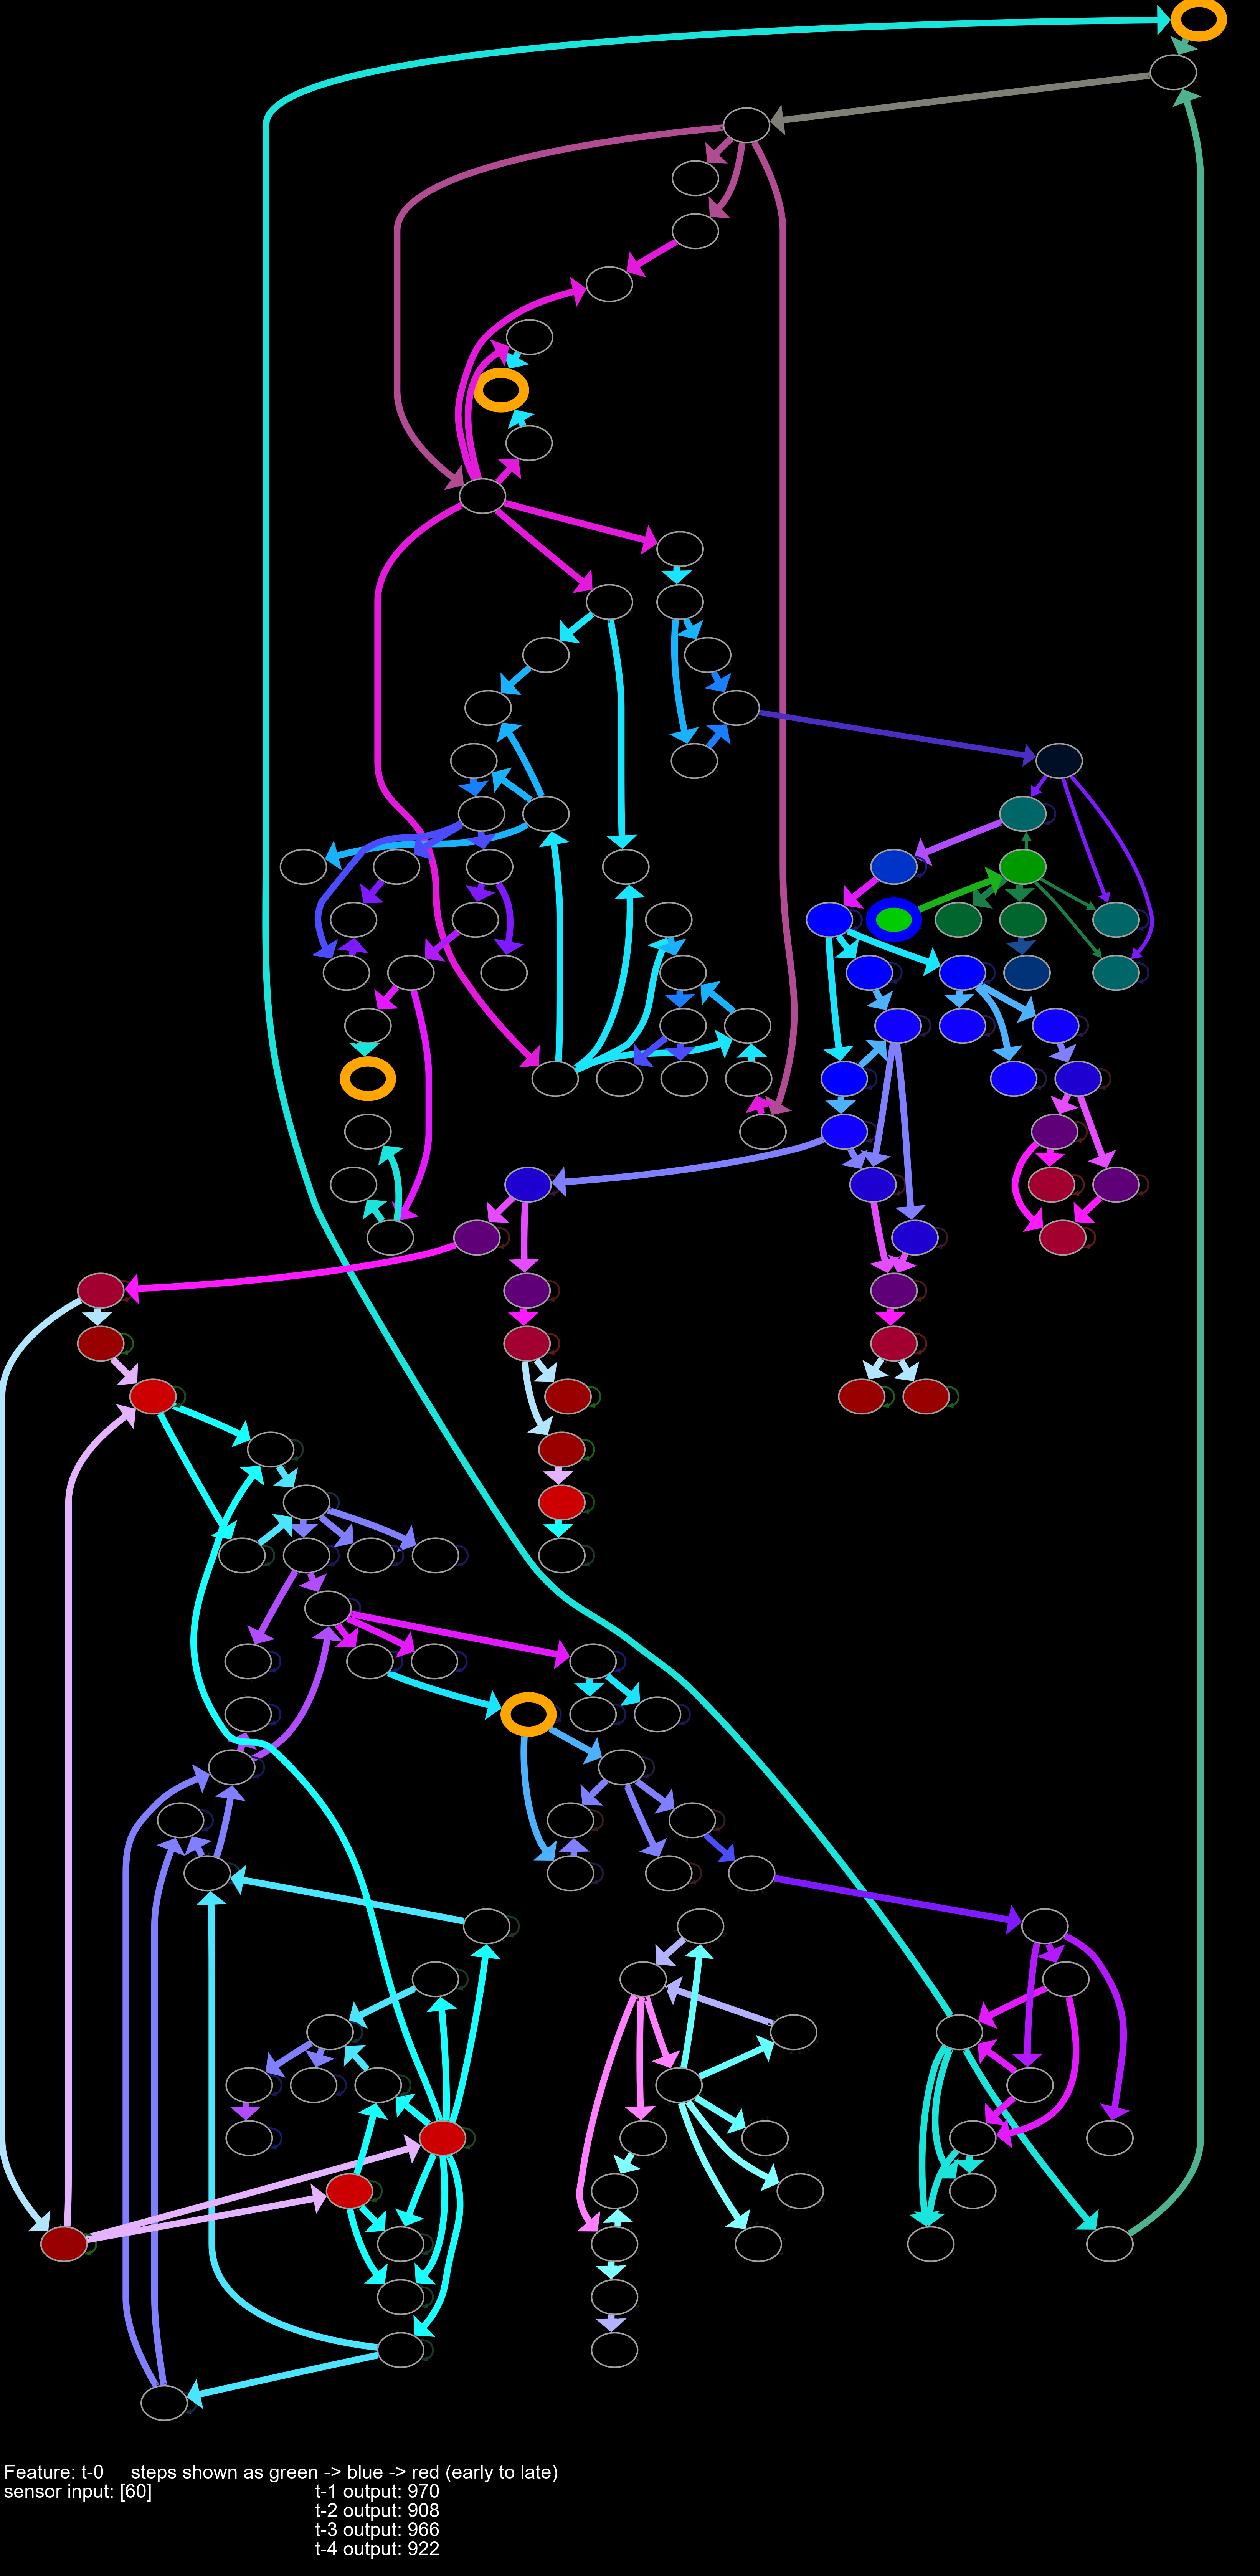 Feature: t-0 steps shown as green -> blue -> red (early to late)
sensor input: [60] t-1 output: 970
t-2 output: 908
t-3 output: 966
t-4 output: 922